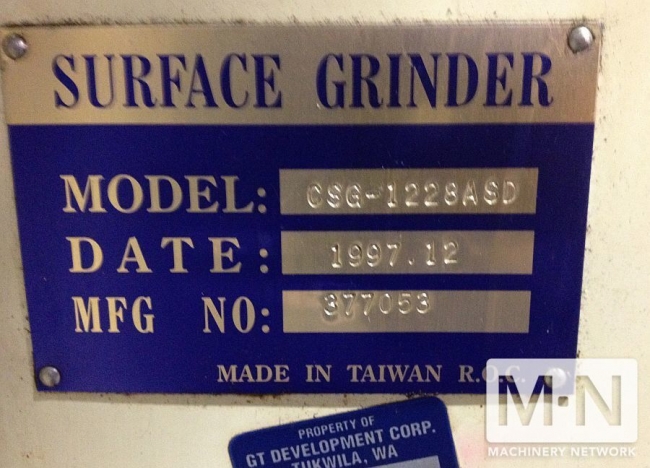 SURFACE GRINDER
MODEL: CSG-1228ASD
DATE: 1997.12
MFG NO: 377053
MADE IN TAIWAN R.O.C.
M·N
MACHINERY NETWORK
PROPERTY OF
GT DEVELOPMENT CORP.
TUKWILA, WA